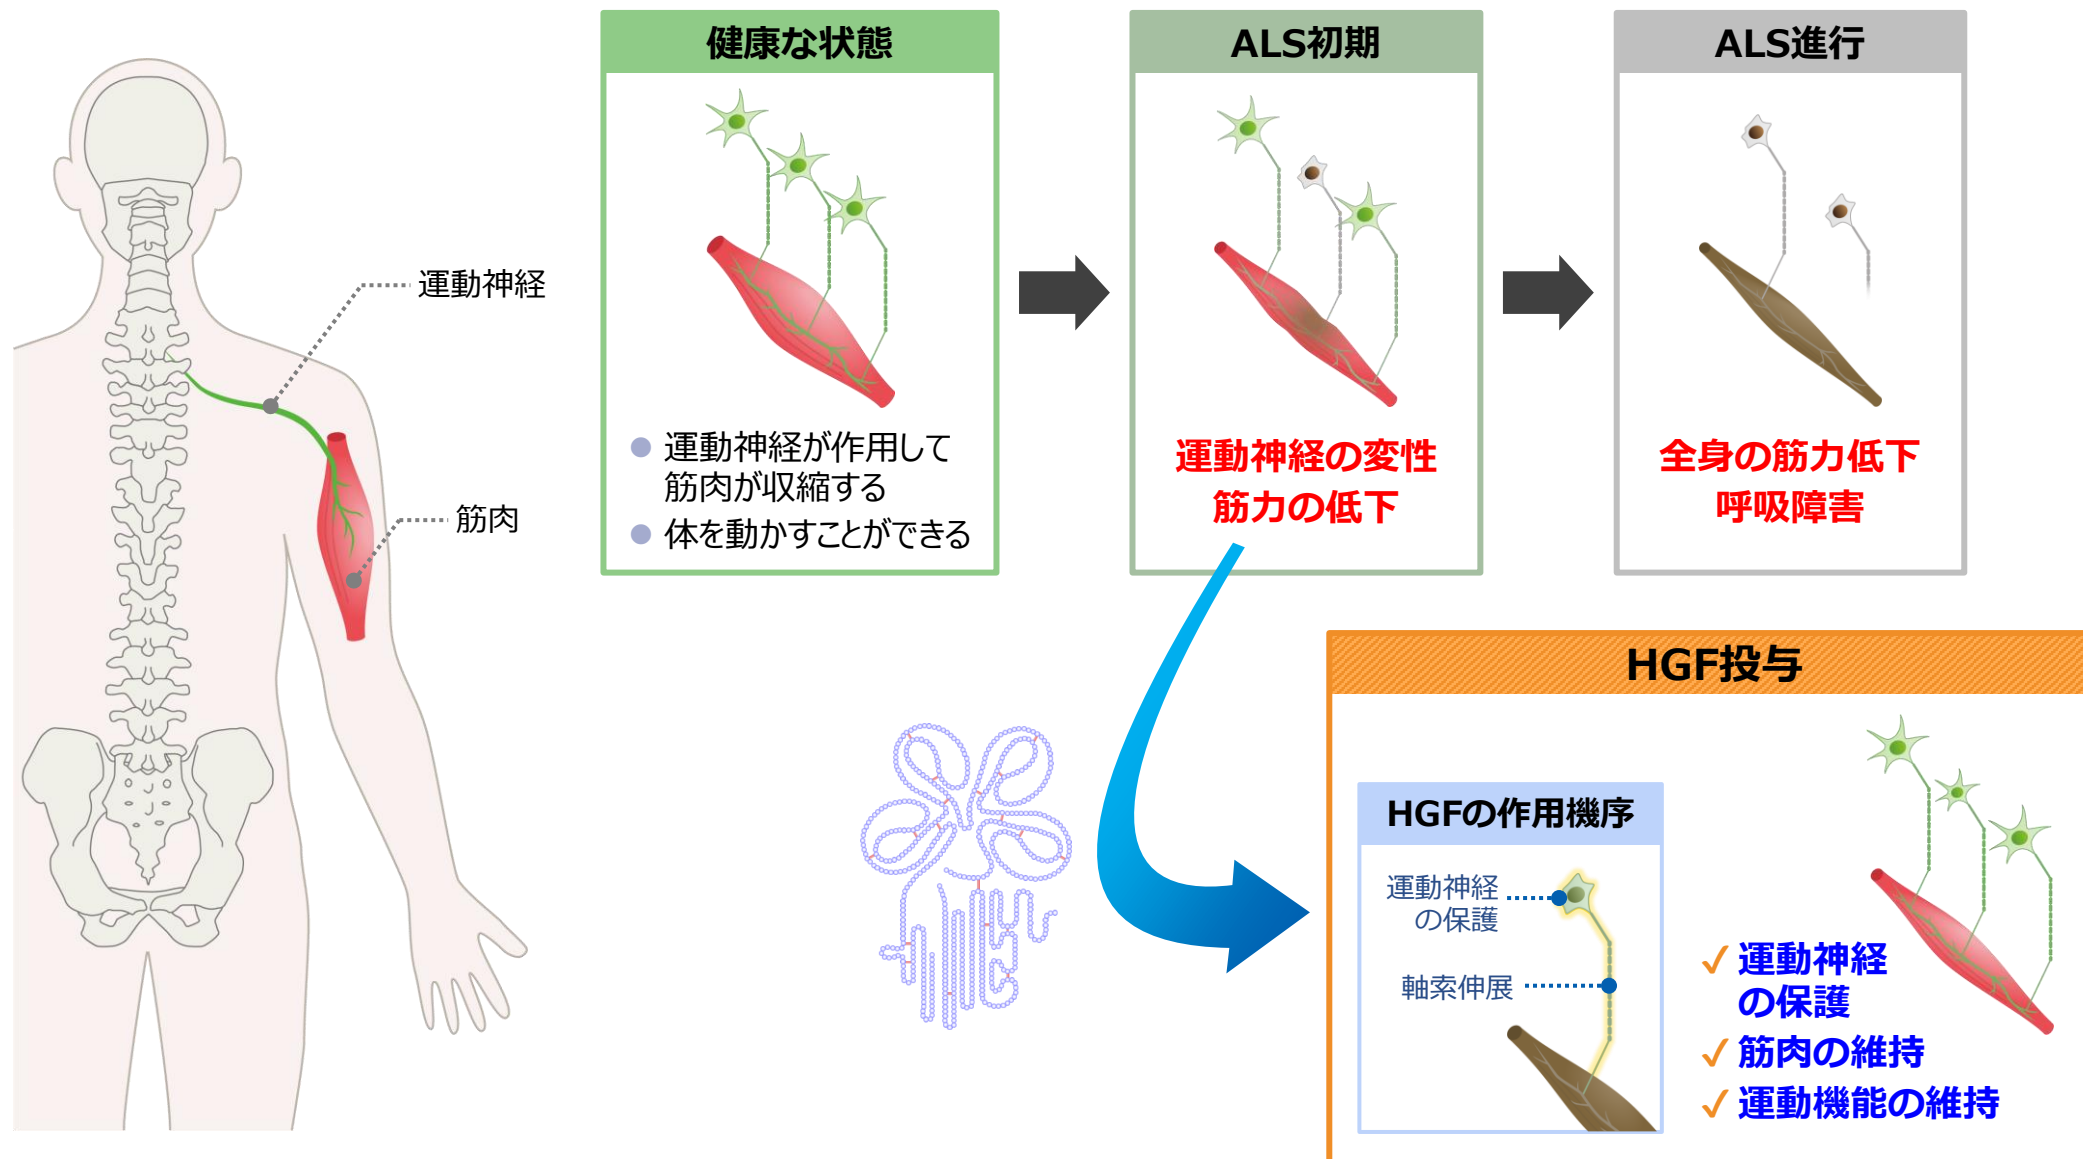 運動神経
筋肉
健康な状態
運動神経が作用して
筋肉が収縮する
体を動かすことができる
ALS初期
運動神経の変性
筋力の低下
ALS進行
全身の筋力低下
呼吸障害
HGF投与
HGFの作用機序
運動神経
の保護
軸索伸展
✓ 運動神経
の保護
✓ 筋肉の維持
✓ 運動機能の維持